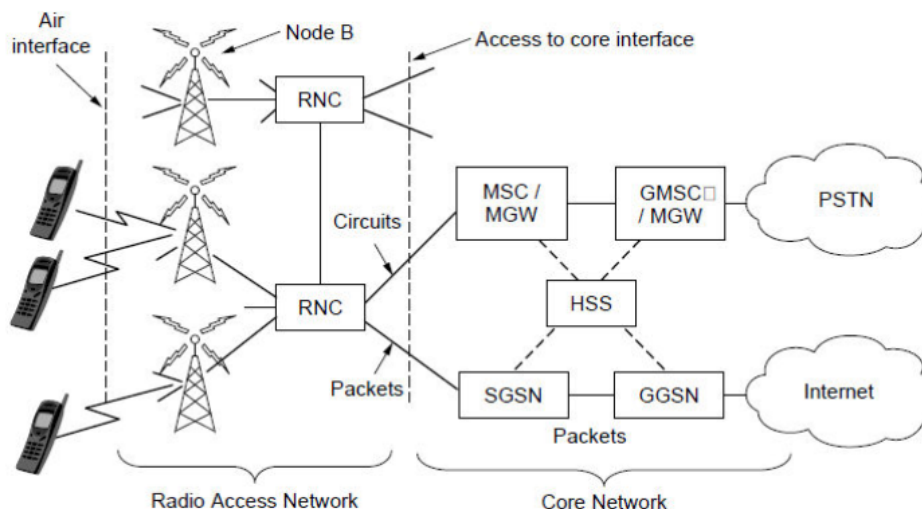 Air
interface
Node B
Access to core interface
RNC
MSC /
MGW
GMSC□
/ MGW
PSTN
Circuits
RNC
HSS
Packets
SGSN
GGSN
Internet
Packets
Radio Access Network
Core Network